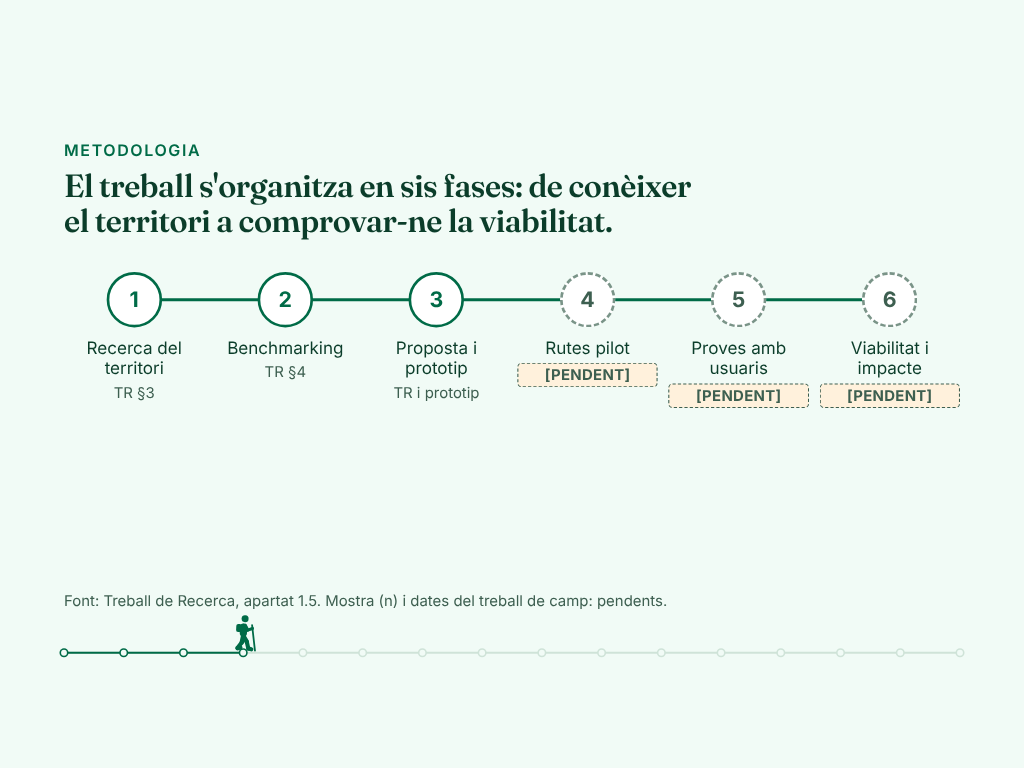 METODOLOGIA
El treball s'organitza en sis fases: de conèixer
el territori a comprovar-ne la viabilitat.
1
Recerca del
territori
TR §3
2
Benchmarking
TR §4
3
Proposta i
prototip
TR i prototip
4
Rutes pilot
[PENDENT]
5
Proves amb
usuaris
[PENDENT]
6
Viabilitat i
impacte
[PENDENT]
Font: Treball de Recerca, apartat 1.5. Mostra (n) i dates del treball de camp: pendents.